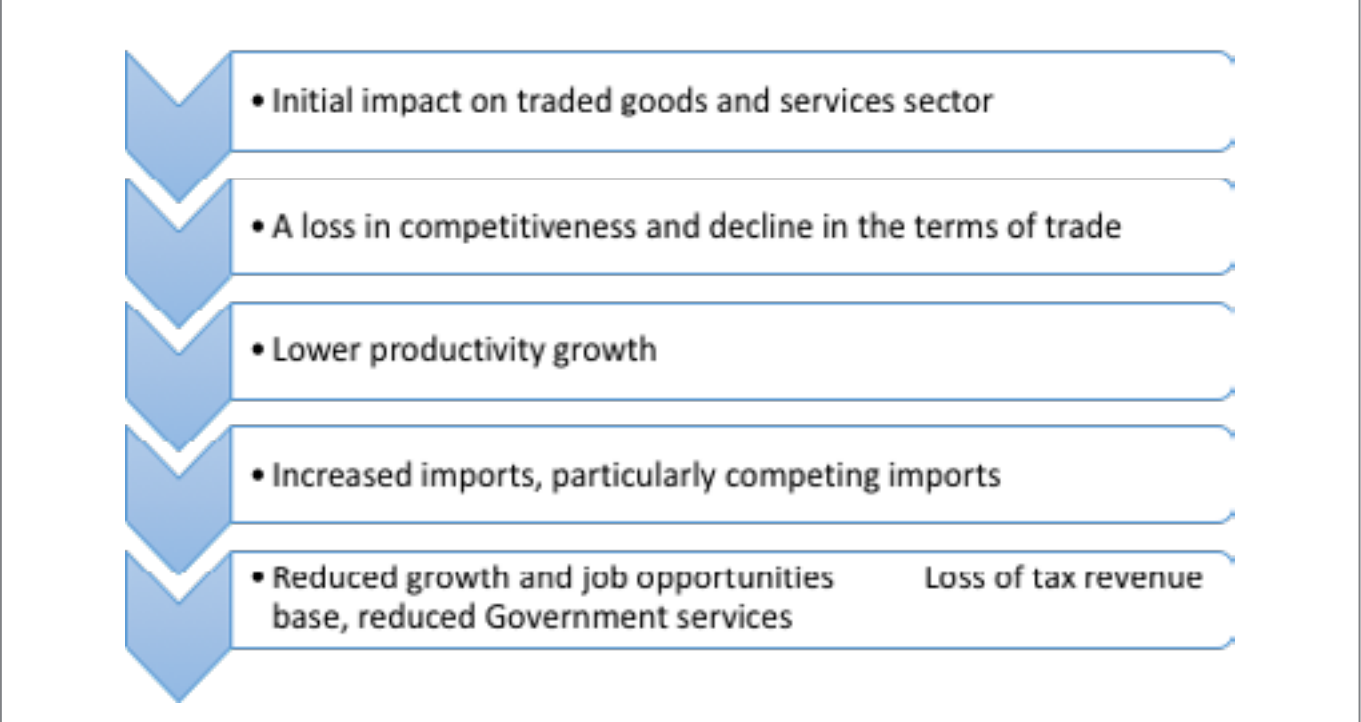 • Initial impact on traded goods and services sector
• A loss in competitiveness and decline in the terms of trade
• Lower productivity growth
• Increased imports, particularly competing imports
• Reduced growth and job opportunities Loss of tax revenue
base, reduced Government services